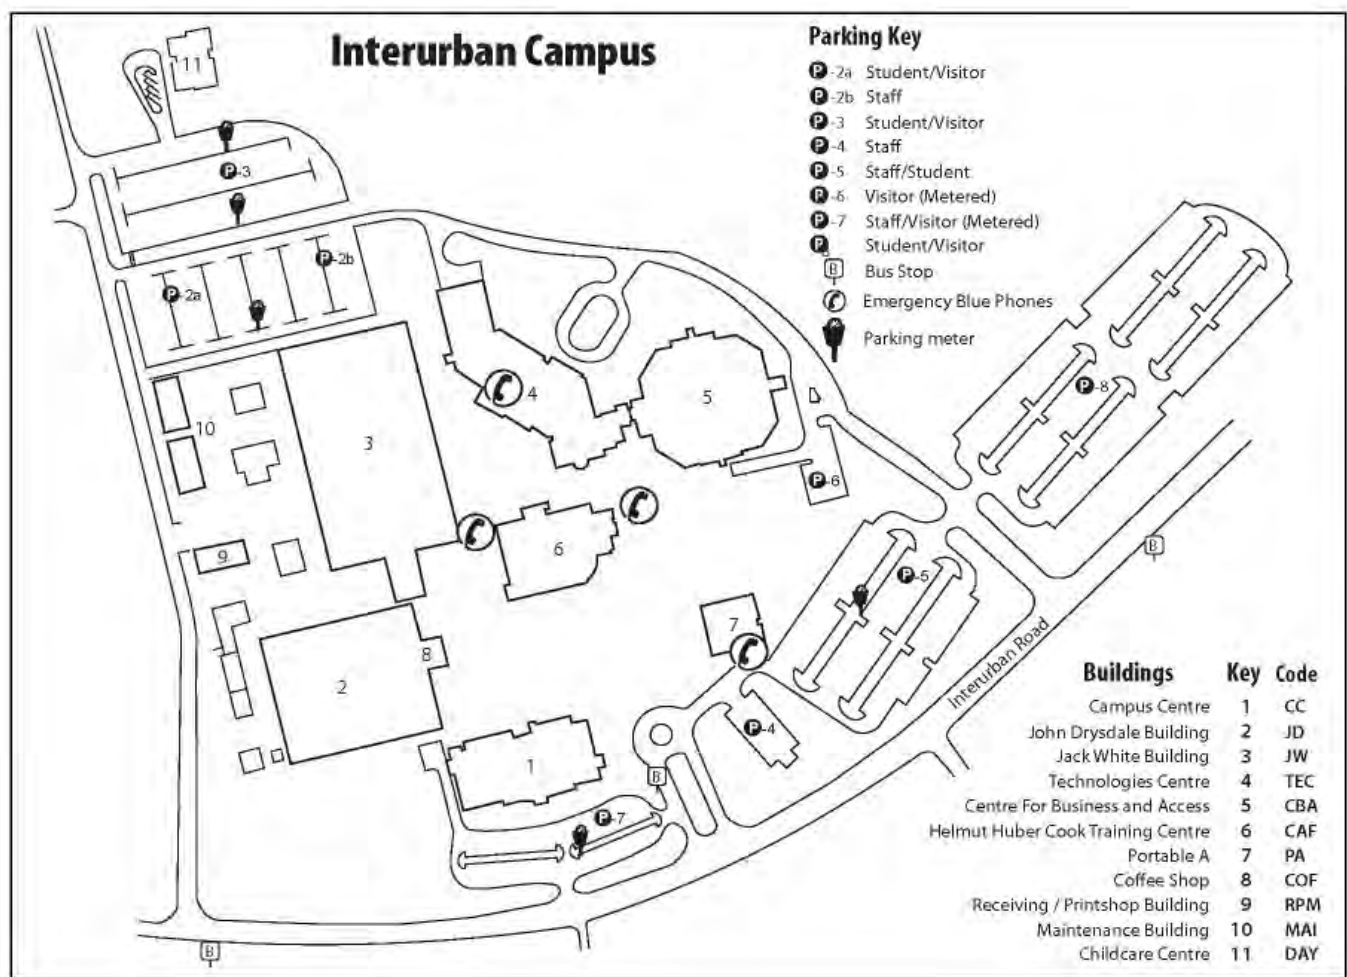 Interurban Campus
Parking Key
P -2a Student/Visitor
P -2b Staff
P -3 Student/Visitor
P -4 Staff
P -5 Staff/Student
P -6 Visitor (Metered)
P -7 Staff/Visitor (Metered)
P 8 Student/Visitor
B Bus Stop
Emergency Blue Phones
Parking meter
11
P -3
P -2b
P -2a
4
5
P -8
3
10
P -6
6
9
B
P -5
7
8
2
Interurban Road
P -4
1
B
P -7
B
Buildings Key Code
Campus Centre 1 CC
John Drysdale Building 2 JD
Jack White Building 3 JW
Technologies Centre 4 TEC
Centre For Business and Access 5 CBA
Helmut Huber Cook Training Centre 6 CAF
Portable A 7 PA
Coffee Shop 8 COF
Receiving / Printshop Building 9 RPM
Maintenance Building 10 MAI
Childcare Centre 11 DAY